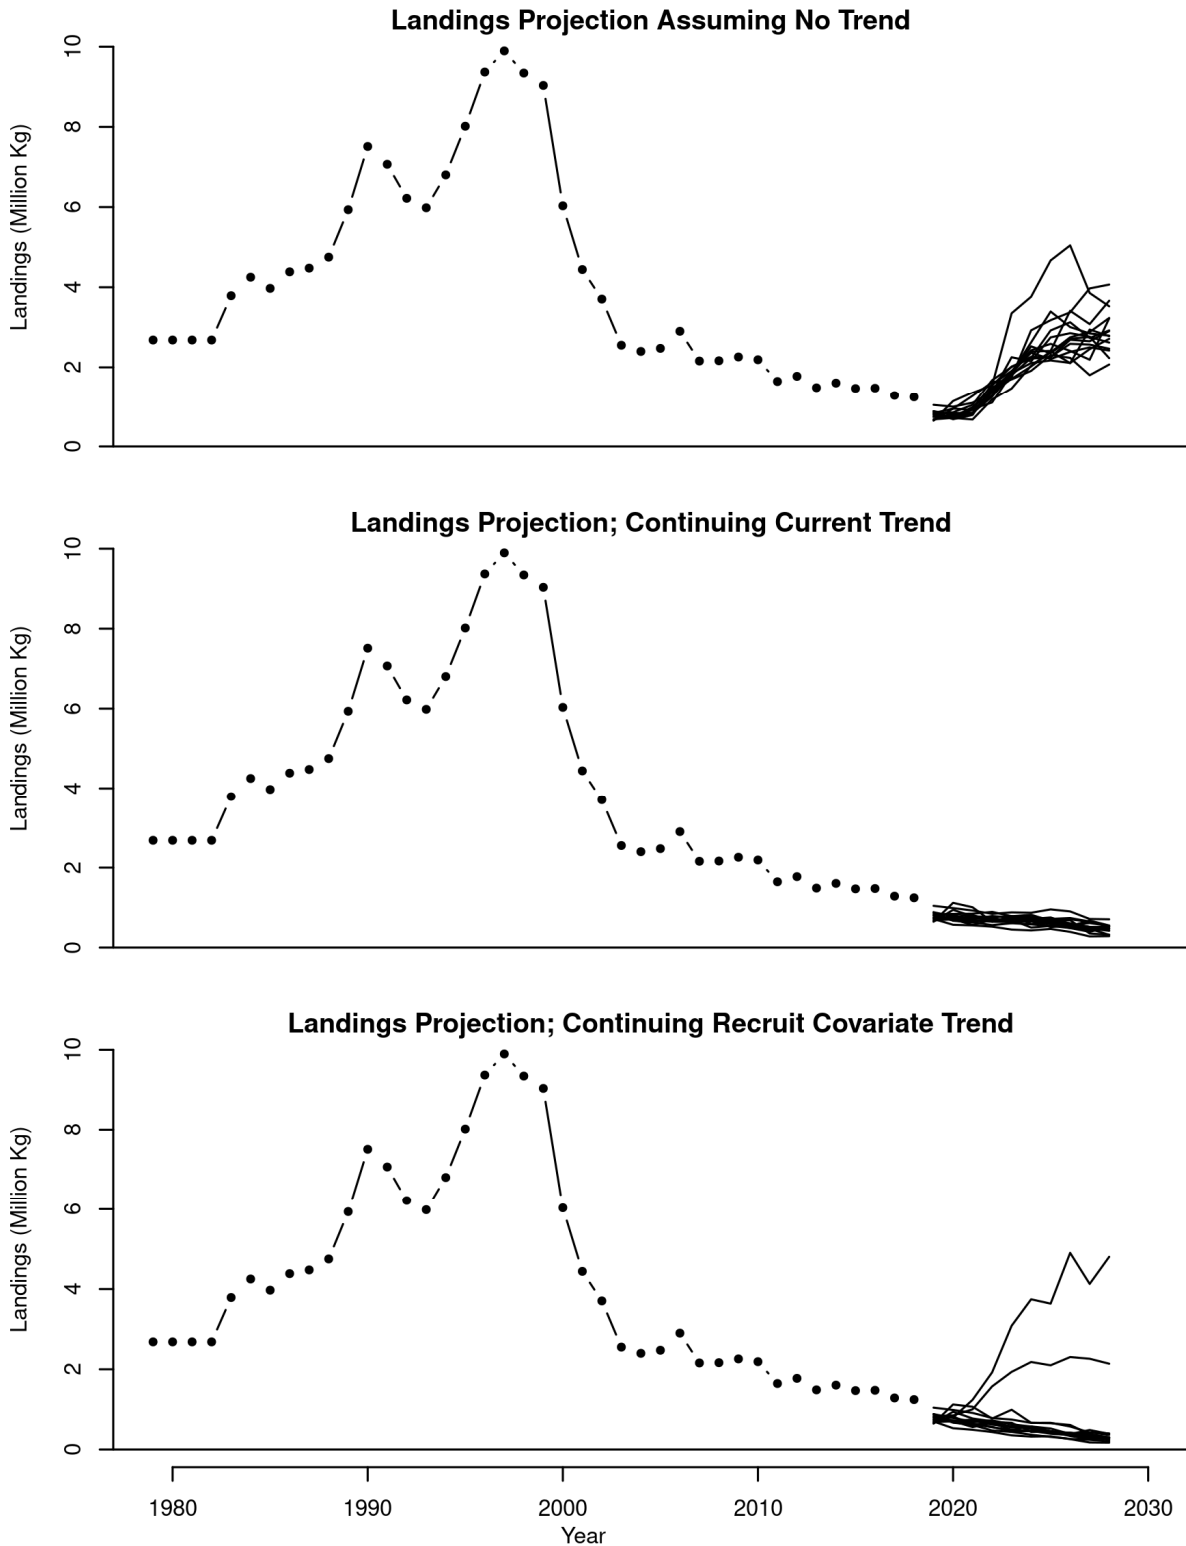 Landings Projection Assuming No Trend
Landings (Million Kg)
10
8
6
4
2
0
Landings Projection; Continuing Current Trend
Landings (Million Kg)
10
8
6
4
2
0
Landings Projection; Continuing Recruit Covariate Trend
Landings (Million Kg)
10
8
6
4
2
0
1980 1990 2000 2010 2020 2030
Year